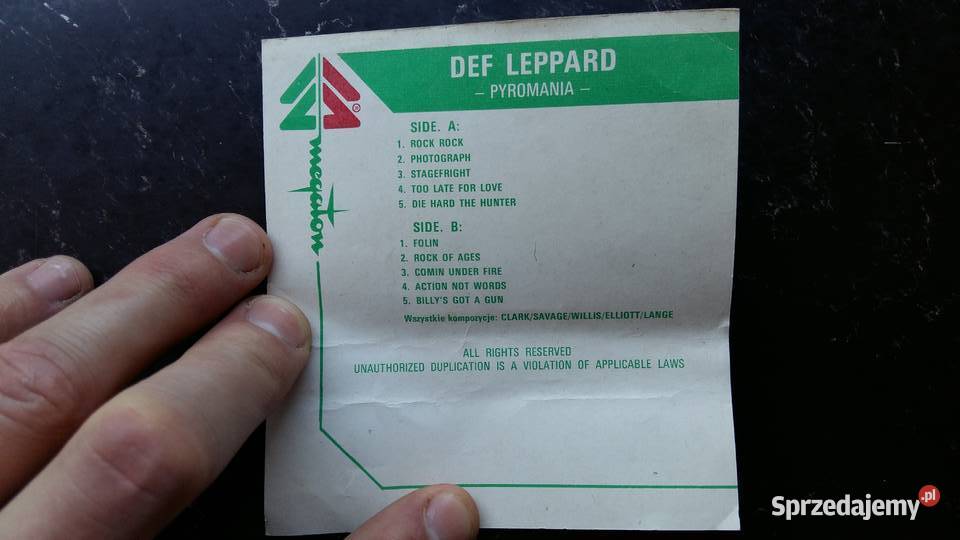 DEF LEPPARD
– PYROMANIA –
®
megaton
SIDE. A:
1. ROCK ROCK
2. PHOTOGRAPH
3. STAGEFRIGHT
4. TOO LATE FOR LOVE
5. DIE HARD THE HUNTER
SIDE. B:
1. FOLIN
2. ROCK OF AGES
3. COMIN UNDER FIRE
4. ACTION NOT WORDS
5. BILLY'S GOT A GUN
Wszystkie kompozycje: CLARK/SAVAGE/WILLIS/ELLIOTT/LANGE
ALL RIGHTS RESERVED
UNAUTHORIZED DUPLICATION IS A VIOLATION OF APPLICABLE LAWS
Sprzedajemy .pl